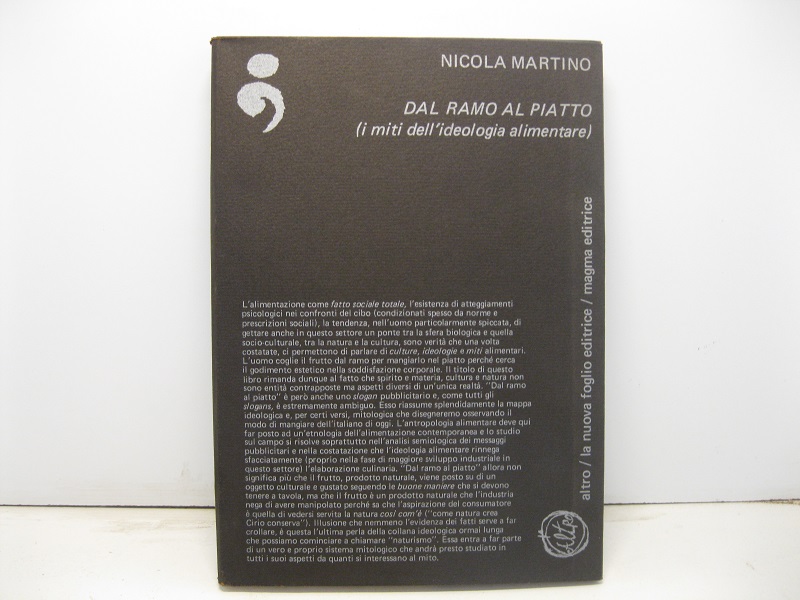 NICOLA MARTINO
DAL RAMO AL PIATTO
(i miti dell'ideologia alimentare)
L'alimentazione come fatto sociale totale, l'esistenza di atteggiamenti
psicologici nei confronti del cibo (condizionati spesso da norme e
prescrizioni sociali), la tendenza, nell'uomo particolarmente spiccata, di
gettare anche in questo settore un ponte tra la sfera biologica e quella
socio-culturale, tra la natura e la cultura, sono verità che una volta
costatate, ci permettono di parlare di culture, ideologie e miti alimentari.
L'uomo coglie il frutto dal ramo per mangiarlo nel piatto perché cerca
il godimento estetico nella soddisfazione corporale. Il titolo di questo
libro rimanda dunque al fatto che spirito e materia, cultura e natura non
sono entità contrapposte ma aspetti diversi di un'unica realtà. "Dal ramo
al piatto" è però anche uno slogan pubblicitario e, come tutti gli
slogans, è estremamente ambiguo. Esso riassume splendidamente la mappa
ideologica e, per certi versi, mitologica che disegneremo osservando il
modo di mangiare dell'italiano di oggi. L'antropologia alimentare deve qui
far posto ad un'etnologia dell'alimentazione contemporanea e lo studio
sul campo si risolve soprattutto nell'analisi semiologica dei messaggi
pubblicitari e nella costatazione che l'ideologia alimentare rinnega
sfacciatamente (proprio nella fase di maggiore sviluppo industriale in
questo settore) l'elaborazione culinaria. "Dal ramo al piatto" allora non
significa più che il frutto, prodotto naturale, viene posto su di un
oggetto culturale e gustato seguendo le buone maniere che si devono
tenere a tavola, ma che il frutto è un prodotto naturale che l'industria
nega di avere manipolato perché sa che l'aspirazione del consumatore
è quella di vedersi servita la natura così com'è ("come natura crea
Cirio conserva"). Illusione che nemmeno l'evidenza dei fatti serve a far
crollare, è questa l'ultima perla della collana ideologica ormai lunga
che possiamo cominciare a chiamare "naturismo". Essa entra a far parte
di un vero e proprio sistema mitologico che andrà presto studiato in
tutti i suoi aspetti da quanti si interessano al mito.
altro / la nuova foglio editrice / magma editrice
altro